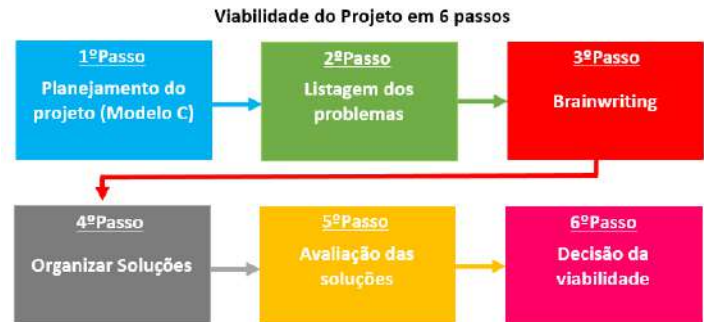 Viabilidade do Projeto em 6 passos
1ºPasso
Planejamento do
projeto (Modelo C)
2ºPasso
Listagem dos
problemas
3ºPasso
Brainwriting
4ºPasso
Organizar Soluções
5ºPasso
Avaliação das
soluções
6ºPasso
Decisão da
viabilidade